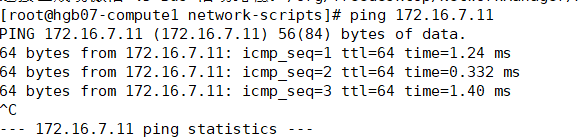 [root@hgb07-compute1 network-scripts]# ping 172.16.7.11
PING 172.16.7.11 (172.16.7.11) 56(84) bytes of data.
64 bytes from 172.16.7.11: icmp_seq=1 ttl=64 time=1.24 ms
64 bytes from 172.16.7.11: icmp_seq=2 ttl=64 time=0.332 ms
64 bytes from 172.16.7.11: icmp_seq=3 ttl=64 time=1.40 ms
^C
--- 172.16.7.11 ping statistics ---